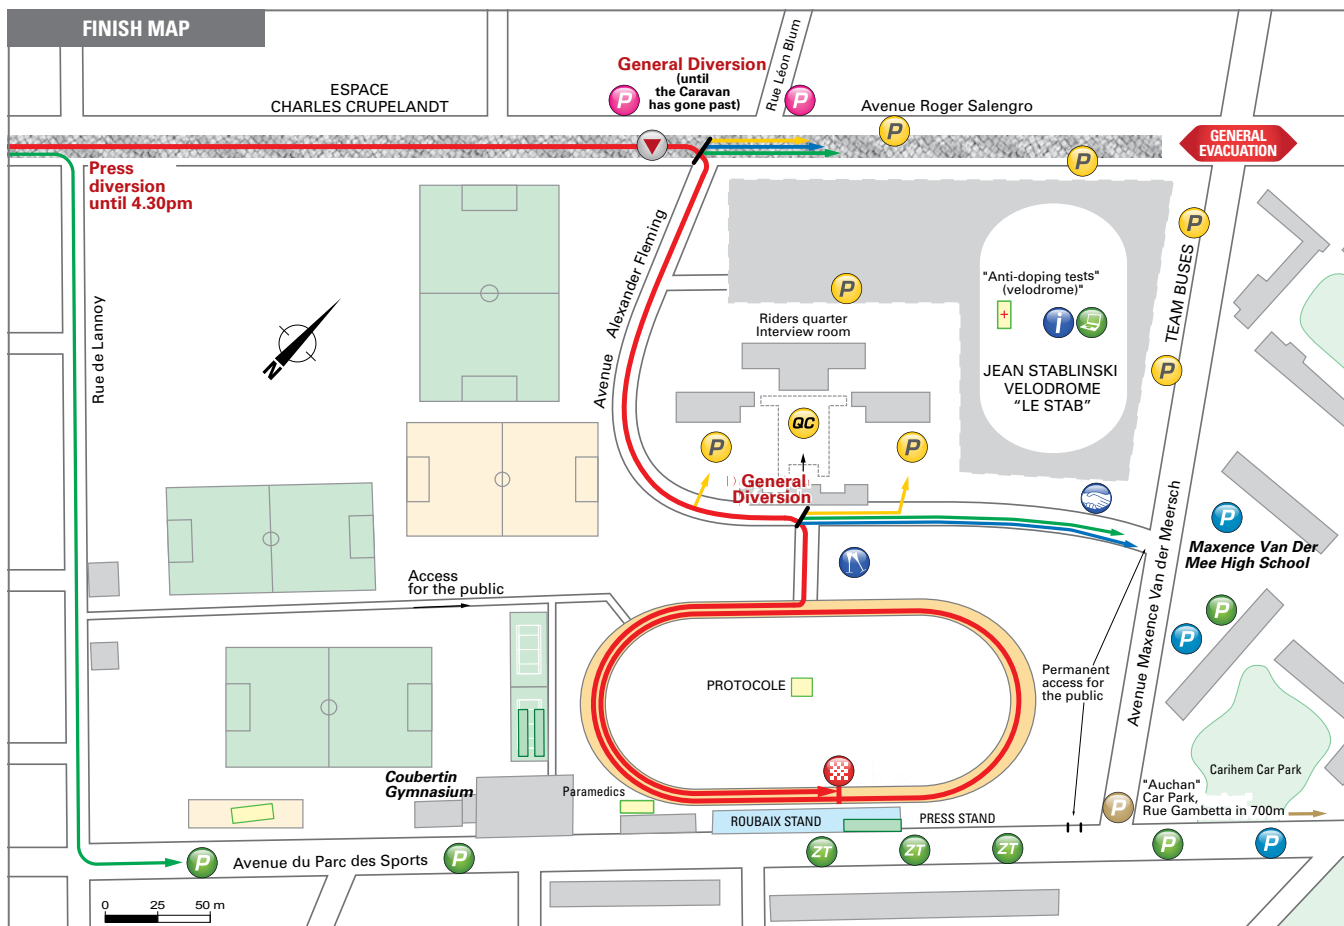 FINISH MAP
ESPACE
CHARLES CRUPELANDT
General Diversion
(until
the Caravan
has gone past)
P
Rue Léon Blum
P
Avenue Roger Salengro
P
GENERAL
EVACUATION
P
Press
diversion
until 4.30pm
Rue de Lannoy
N
Avenue Alexander Fleming
P
Riders quarter
Interview room
QC
P
P
General
Diversion
"Anti-doping tests"
(velodrome)"
i
JEAN STABLINSKI
VELODROME
“LE STAB”
P
TEAM BUSES
P
Avenue Maxence Van der Meersch
P
Maxence Van Der
Mee High School
P
P
Access
for the public
PROTOCOLE
Permanent
access for
the public
Coubertin
Gymnasium
Paramedics
ROUBAIX STAND
PRESS STAND
Carihem Car Park
"Auchan"
Car Park,
Rue Gambetta in 700m
P
P
Avenue du Parc des Sports
P
ZT
ZT
ZT
P
P
0 25 50 m